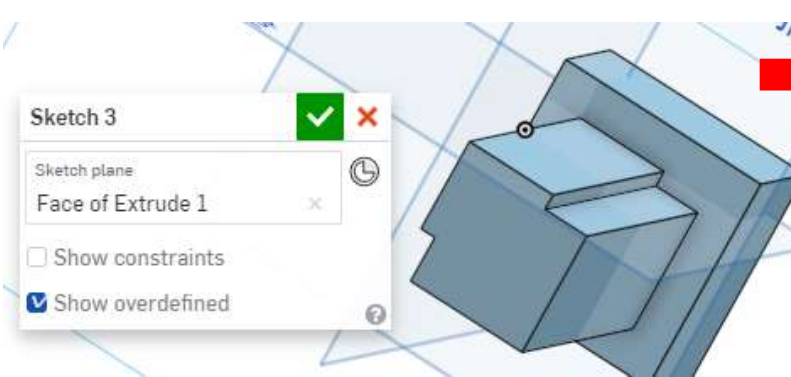 Sketch 3
Sketch plane
Face of Extrude 1
Show constraints
Show overdefined
?